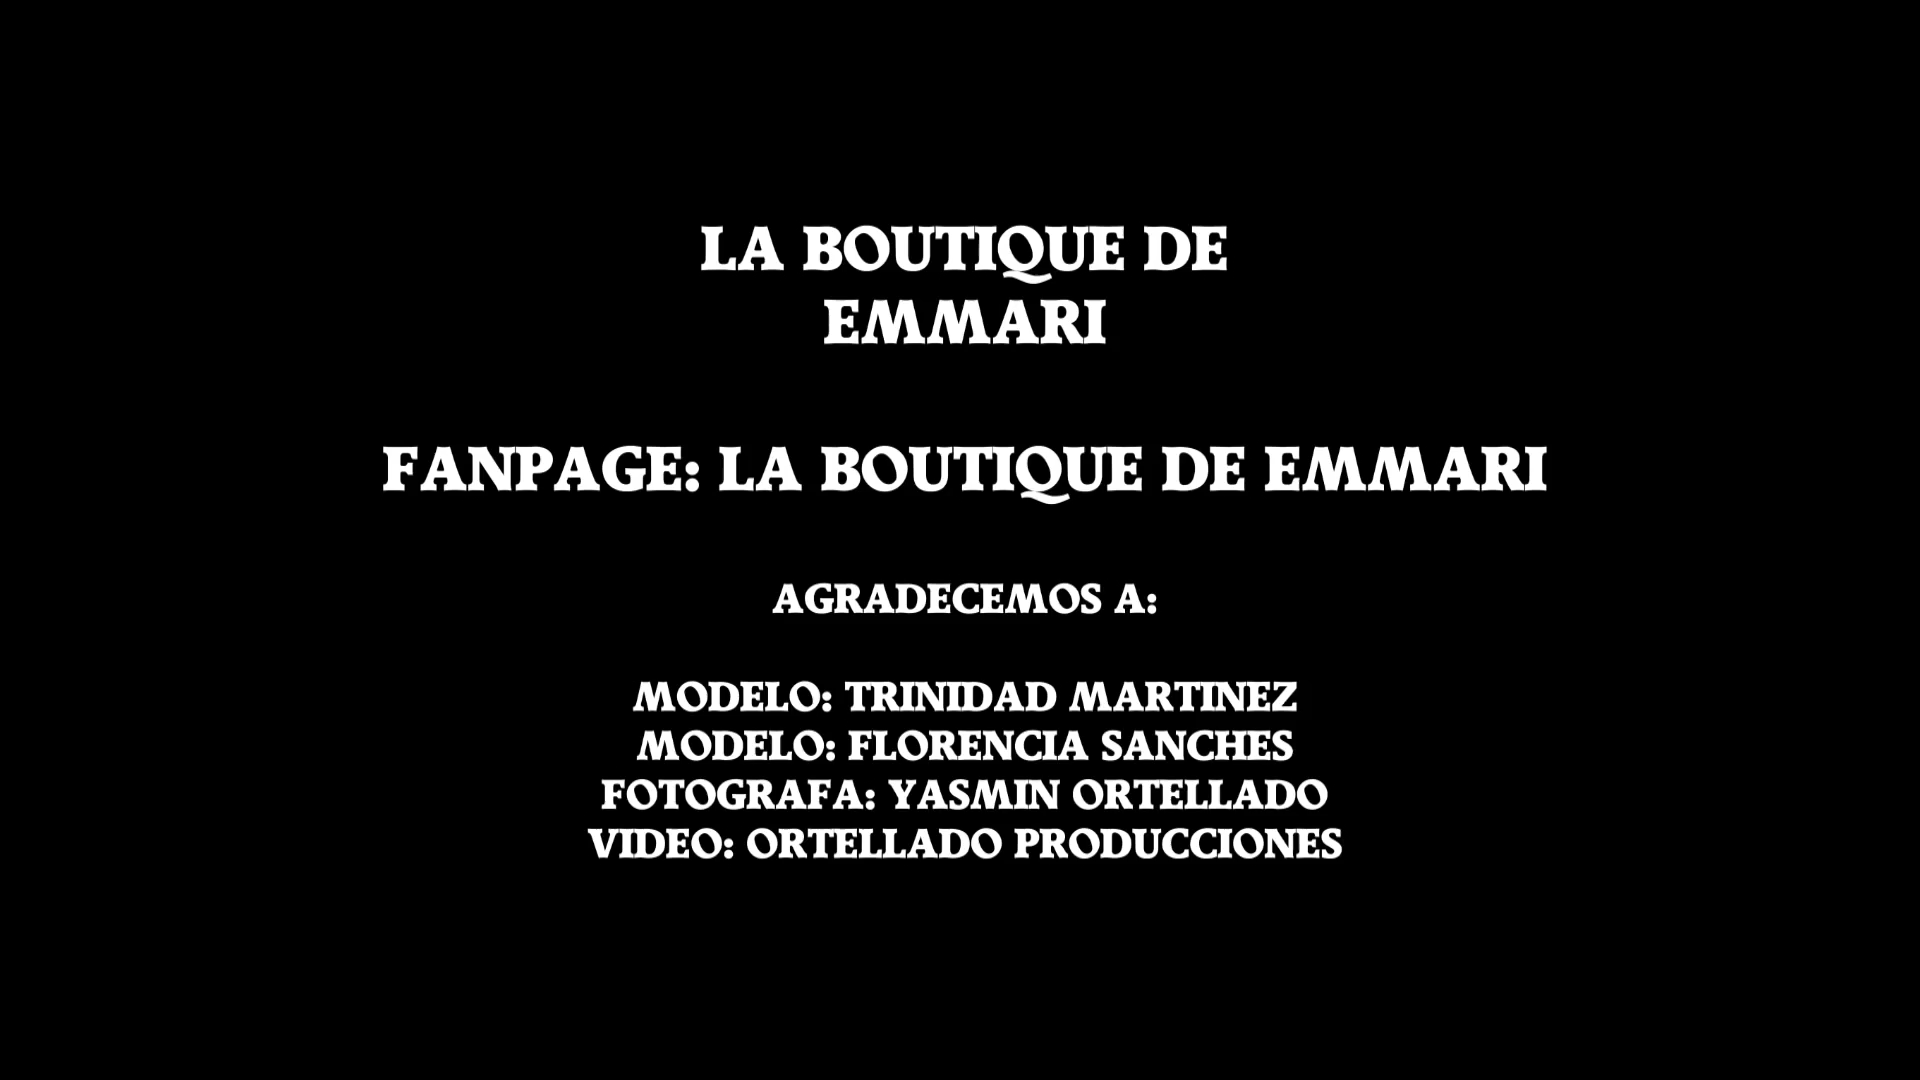 LA BOUTIQUE DE
EMMARI
FANPAGE: LA BOUTIQUE DE EMMARI
AGRADECEMOS A:
MODELO: TRINIDAD MARTINEZ
MODELO: FLORENCIA SANCHES
FOTOGRAFA: YASMIN ORTELLADO
VIDEO: ORTELLADO PRODUCCIONES